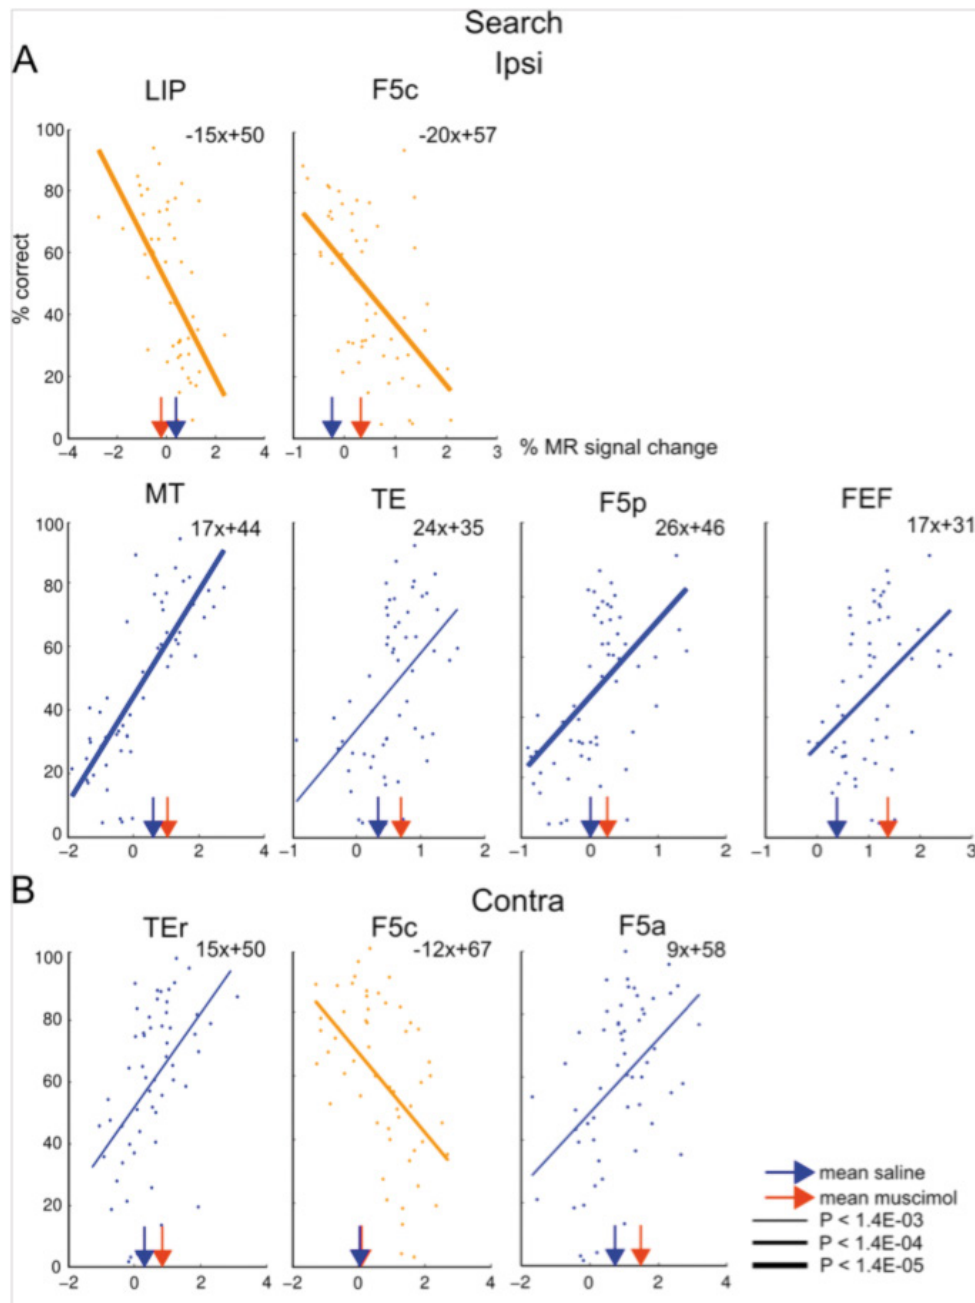 Search
A
Ipsi
LIP
F5c
-15x+50
-20x+57
100
80
60
40
20
0
% correct
−4
−2
0
2
4
−1
0
1
2
3
% MR signal change
MT
TE
F5p
FEF
17x+44
24x+35
26x+46
17x+31
100
80
60
40
20
0
−2
0
2
4
−1
0
1
2
−1
0
1
2
−1
0
1
2
3
B
Contra
TEr
F5c
F5a
15x+50
-12x+67
9x+58
100
80
60
40
20
0
−2
0
2
4
−2
0
2
4
−2
0
2
4
mean saline
mean muscimol
P < 1.4E-03
P < 1.4E-04
P < 1.4E-05